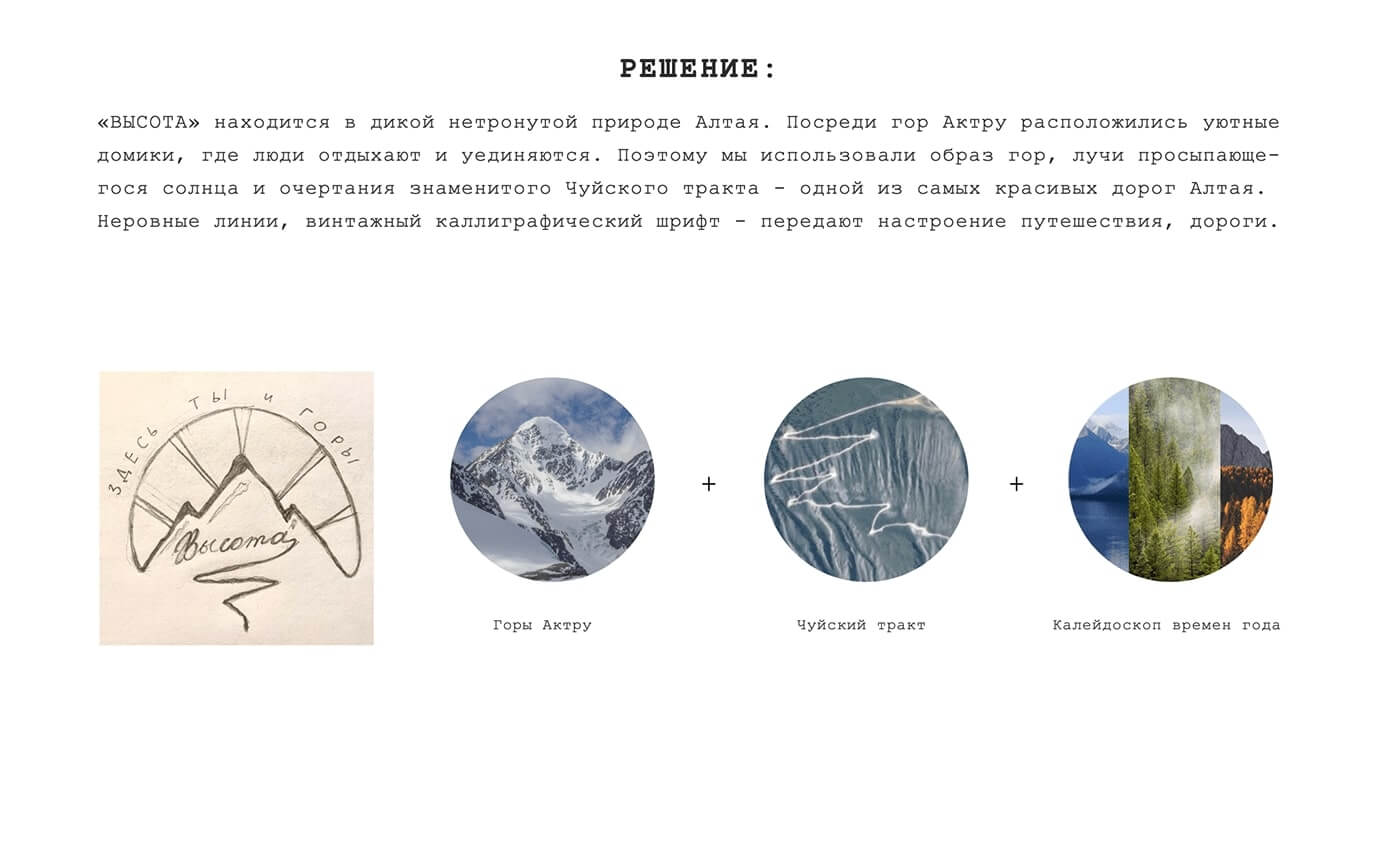 РЕШЕНИЕ:
«ВЫСОТА» находится в дикой нетронутой природе Алтая. Посреди гор Актру расположились уютные
домики, где люди отдыхают и уединяются. Поэтому мы использовали образ гор, лучи просыпающе-
гося солнца и очертания знаменитого Чуйского тракта - одной из самых красивых дорог Алтая.
Неровные линии, винтажный каллиграфический шрифт - передают настроение путешествия, дороги.
ЗДЕСЬ ТЫ И ГОРЫ
Высота
+
+
Горы Актру
Чуйский тракт
Калейдоскоп времен года